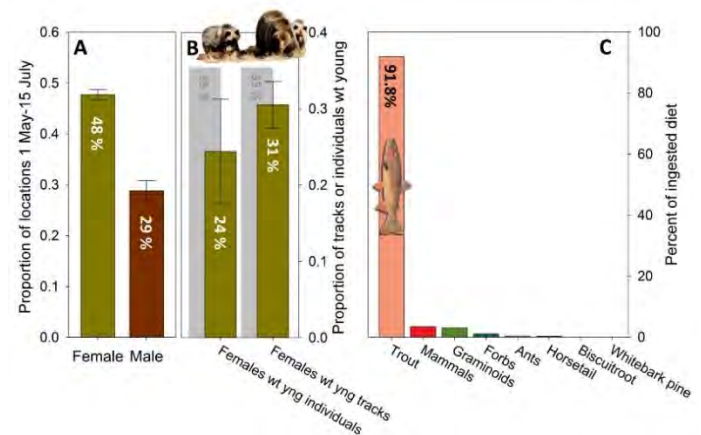 A
B
C
Proportion of locations 1 May-15 July
0.6
0.5
0.4
0.3
0.2
0.1
0.0
48 %
29 %
Female
Male
24 %
31 %
Females wt yng individuals
Females wt yng tracks
0.4
0.3
0.2
0.1
0.0
Proportion of tracks or individuals wt young
91.8%
Trout
Mammals
Graminoids
Forbs
Ants
Horsetail
Biscuitroot
Whitebark pine
100
80
60
40
20
0
Percent of ingested diet